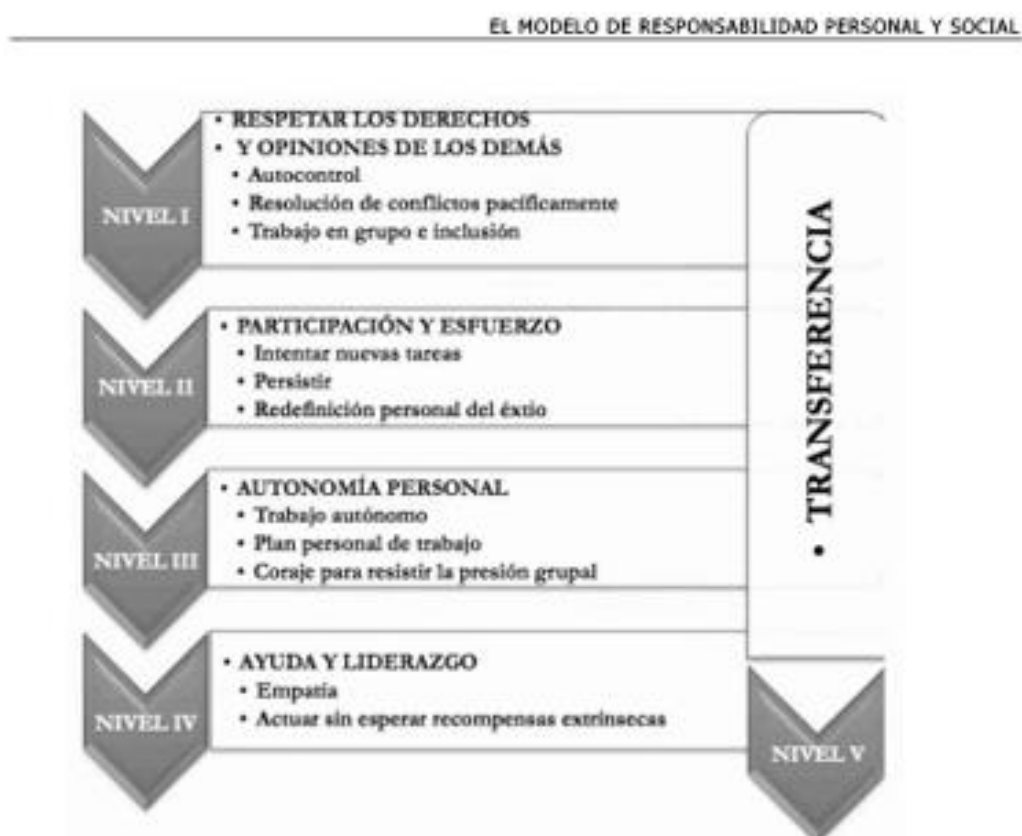 EL MODELO DE RESPONSABILIDAD PERSONAL Y SOCIAL
NIVEL I
• RESPETAR LOS DERECHOS
• Y OPINIONES DE LOS DEMÁS
• Autocontrol
• Resolución de conflictos pacíficamente
• Trabajo en grupo e inclusión
NIVEL II
• PARTICIPACIÓN Y ESFUERZO
• Intentar nuevas tareas
• Persistir
• Redefinición personal del éxtio
NIVEL III
• AUTONOMÍA PERSONAL
• Trabajo autónomo
• Plan personal de trabajo
• Coraje para resistir la presión grupal
NIVEL IV
• AYUDA Y LIDERAZGO
• Empatía
• Actuar sin esperar recompensas extrínsecas
• TRANSFERENCIA
NIVEL V